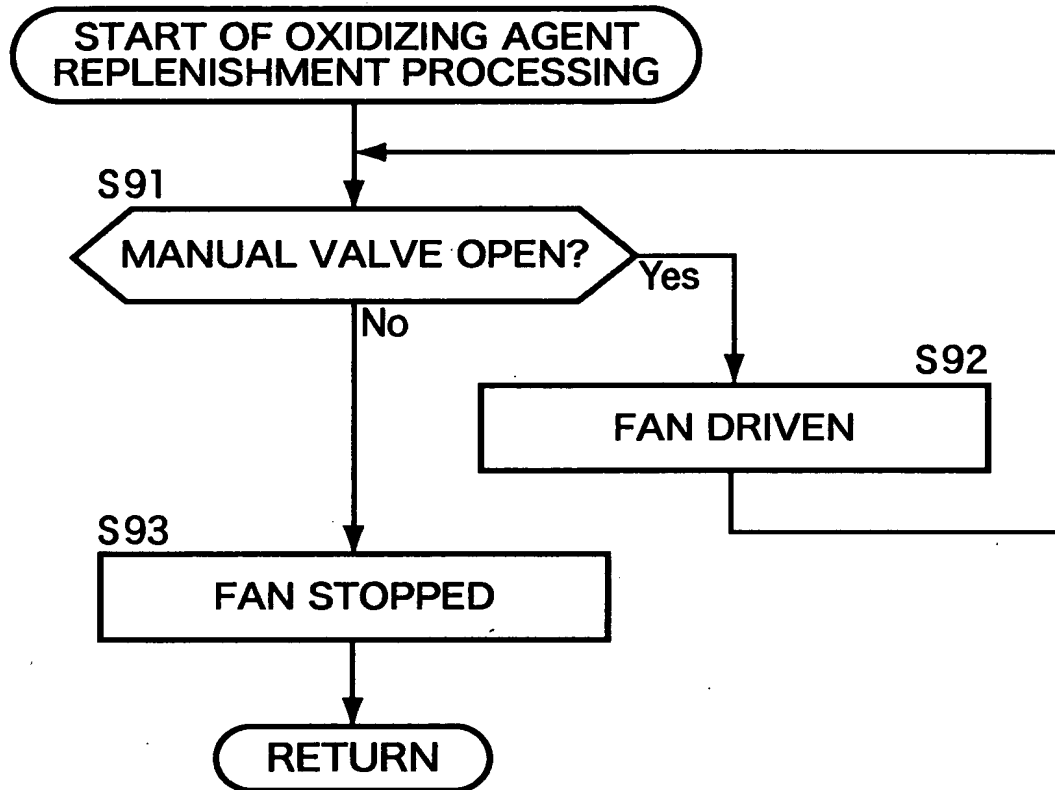 START OF OXIDIZING AGENT
REPLENISHMENT PROCESSING
S91
MANUAL VALVE OPEN?
Yes
No
S92
FAN DRIVEN
S93
FAN STOPPED
RETURN